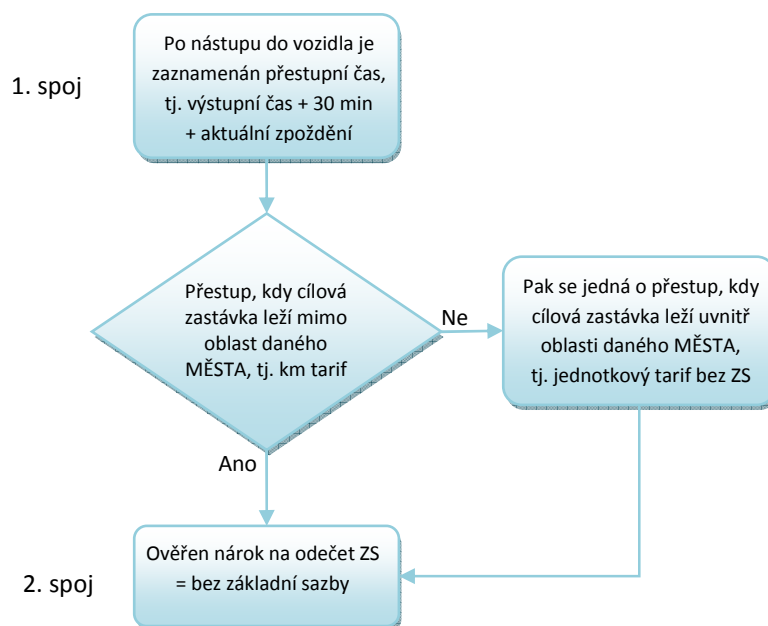 Po nástupu do vozidla je
zaznamenán přestupní čas,
1. spoj
tj. výstupní čas + 30 min
+ aktuální zpoždění
Přestup, kdy cílová
zastávka leží mimo
oblast daného
MĚSTA, tj. km tarif
Ne
Pak se jedná o přestup, kdy
cílová zastávka leží uvnitř
oblasti daného MĚSTA,
tj. jednotkový tarif bez ZS
Ano
Ověřen nárok na odečet ZS
= bez základní sazby
2. spoj